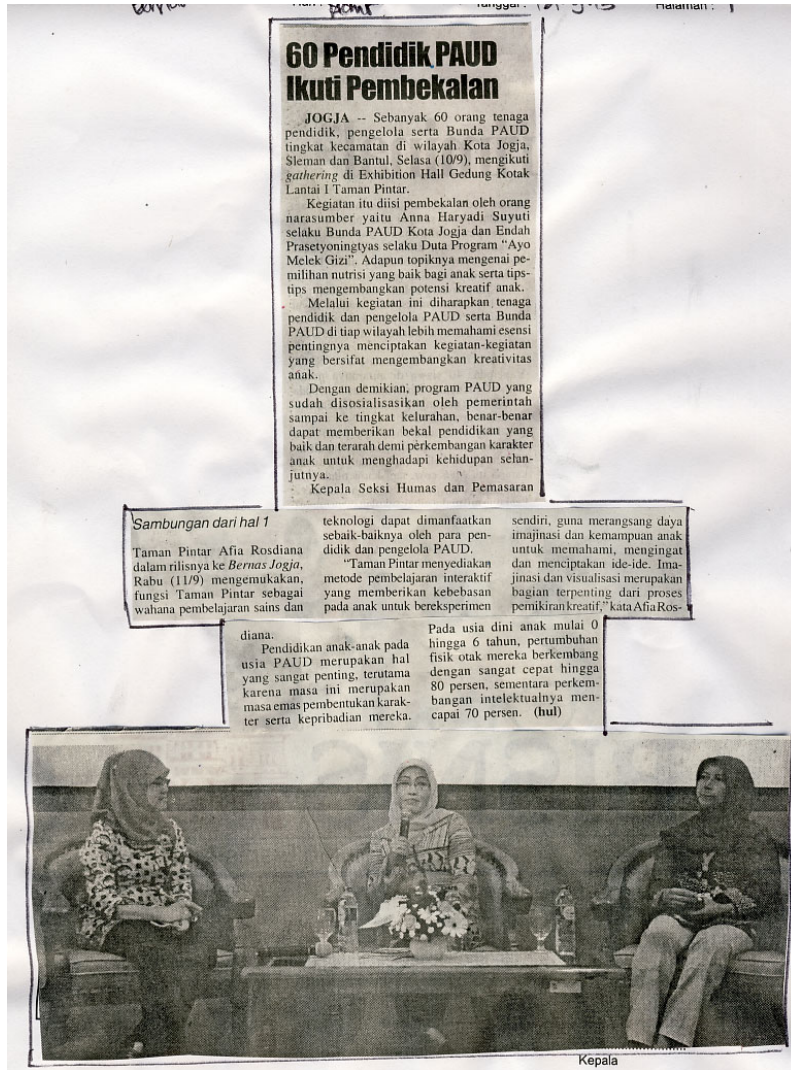 Tanggal :
Halaman : 1
60 Pendidik PAUD
Ikuti Pembekalan
JOGJA -- Sebanyak 60 orang tenaga
pendidik, pengelola serta Bunda PAUD
tingkat kecamatan di wilayah Kota Jogja,
Sleman dan Bantul, Selasa (10/9), mengikuti
gathering di Exhibition Hall Gedung Kotak
Lantai I Taman Pintar.
Kegiatan itu diisi pembekalan oleh orang
narasumber yaitu Anna Haryadi Suyuti
selaku Bunda PAUD Kota Jogja dan Endah
Prasetyoningtyas selaku Duta Program “Ayo
Melek Gizi”. Adapun topiknya mengenai pe-
milihan nutrisi yang baik bagi anak serta tips-
tips mengembangkan potensi kreatif anak.
Melalui kegiatan ini diharapkan tenaga
pendidik dan pengelola PAUD serta Bunda
PAUD di tiap wilayah lebih memahami esensi
pentingnya menciptakan kegiatan-kegiatan
yang bersifat mengembangkan kreativitas
anak.
Dengan demikian, program PAUD yang
sudah disosialisasikan oleh pemerintah
sampai ke tingkat kelurahan, benar-benar
dapat memberikan bekal pendidikan yang
baik dan terarah demi perkembangan karakter
anak untuk menghadapi kehidupan selan-
jutnya.
Kepala Seksi Humas dan Pemasaran
Sambungan dari hal 1
Taman Pintar Afia Rosdiana
dalam rilisnya ke Bernas Jogja,
Rabu (11/9) mengemukakan,
fungsi Taman Pintar sebagai
wahana pembelajaran sains dan
teknologi dapat dimanfaatkan
sebaik-baiknya oleh para pen-
didik dan pengelola PAUD.
“Taman Pintar menyediakan
metode pembelajaran interaktif
yang memberikan kebebasan
pada anak untuk bereksperimen
sendiri, guna merangsang daya
imajinasi dan kemampuan anak
untuk memahami, mengingat
dan menciptakan ide-ide. Ima-
jinasi dan visualisasi merupakan
bagian terpenting dari proses
pemikiran kreatif,” kata Afia Ros-
diana.
Pendidikan anak-anak pada
usia PAUD merupakan hal
yang sangat penting, terutama
karena masa ini merupakan
masa emas pembentukan karak-
ter serta kepribadian mereka.
Pada usia dini anak mulai 0
hingga 6 tahun, pertumbuhan
fisik otak mereka berkembang
dengan sangat cepat hingga
80 persen, sementara perkem-
bangan intelektualnya men-
capai 70 persen. (hul)
Kepala